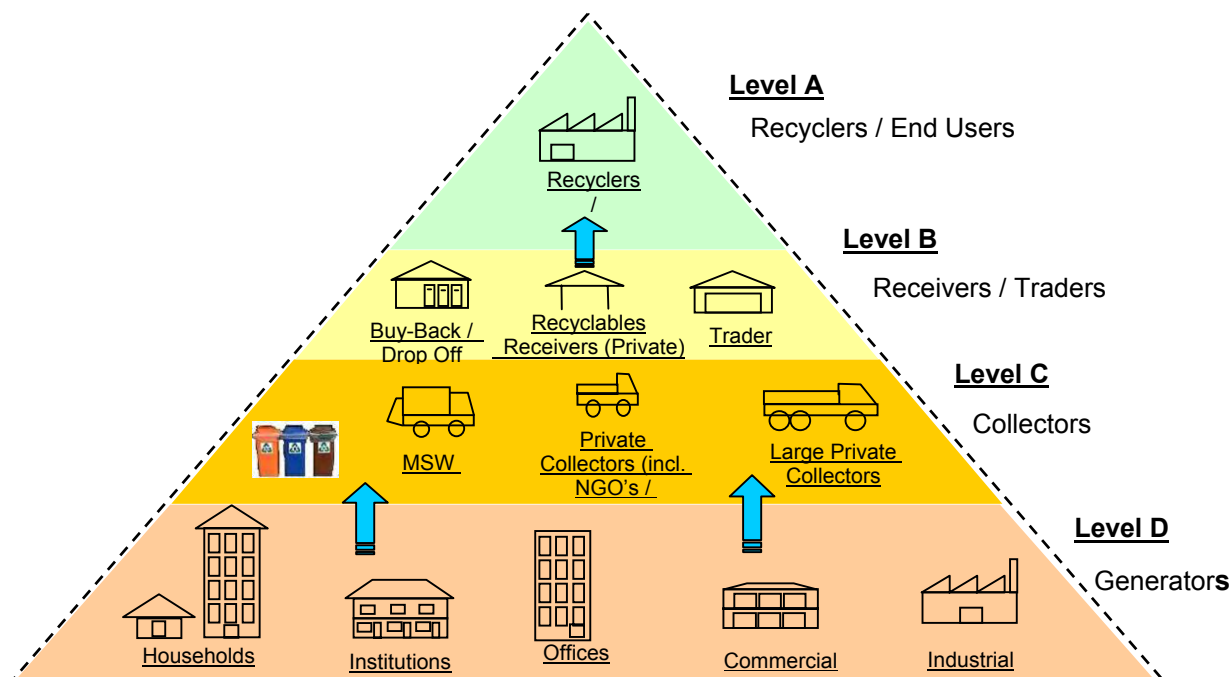 Level A
Recyclers / End Users
Recyclers
/
Level B
Receivers / Traders
Buy-Back /
Drop Off
Recyclables
Receivers (Private)
Trader
Level C
Collectors
MSW
Private
Collectors (incl.
NGO's /
Large Private
Collectors
Level D
Generators
Households
Institutions
Offices
Commercial
Industrial